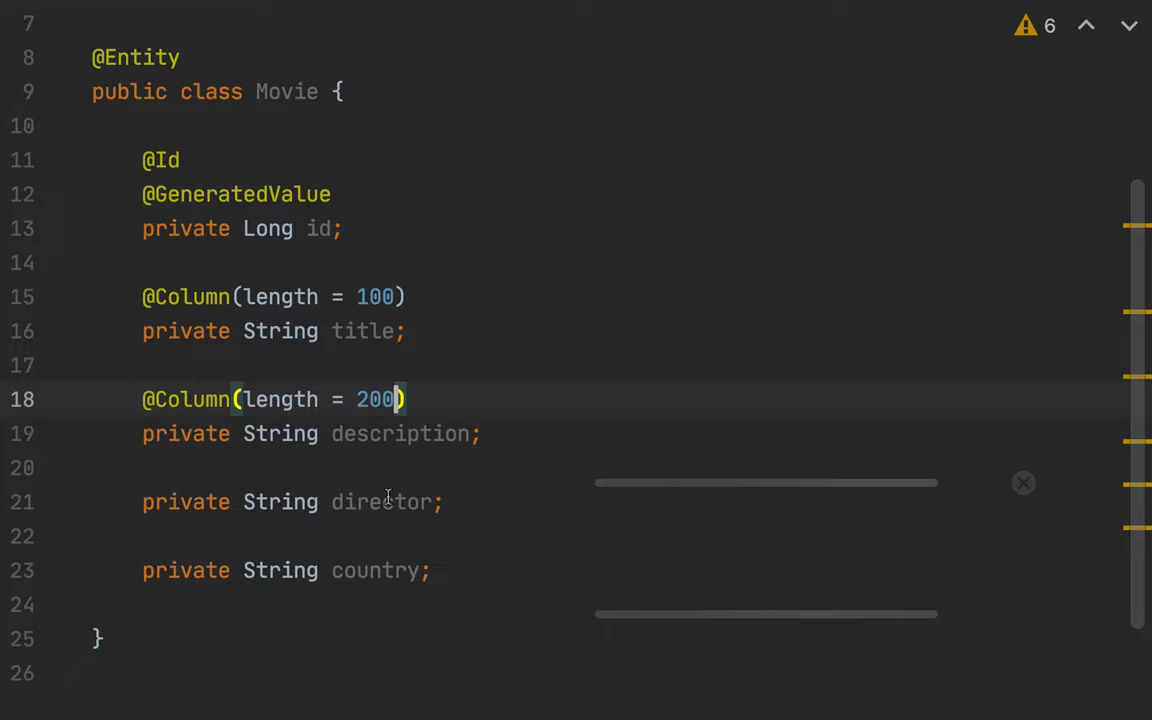 7
6
8 @Entity
9 public class Movie {
10
11 @Id
12 @GeneratedValue
13 private Long id;
14
15 @Column(length = 100)
16 private String title;
17
18 @Column(length = 200)
19 private String description;
20
21 private String director;
22
23 private String country;
24
25 }
26